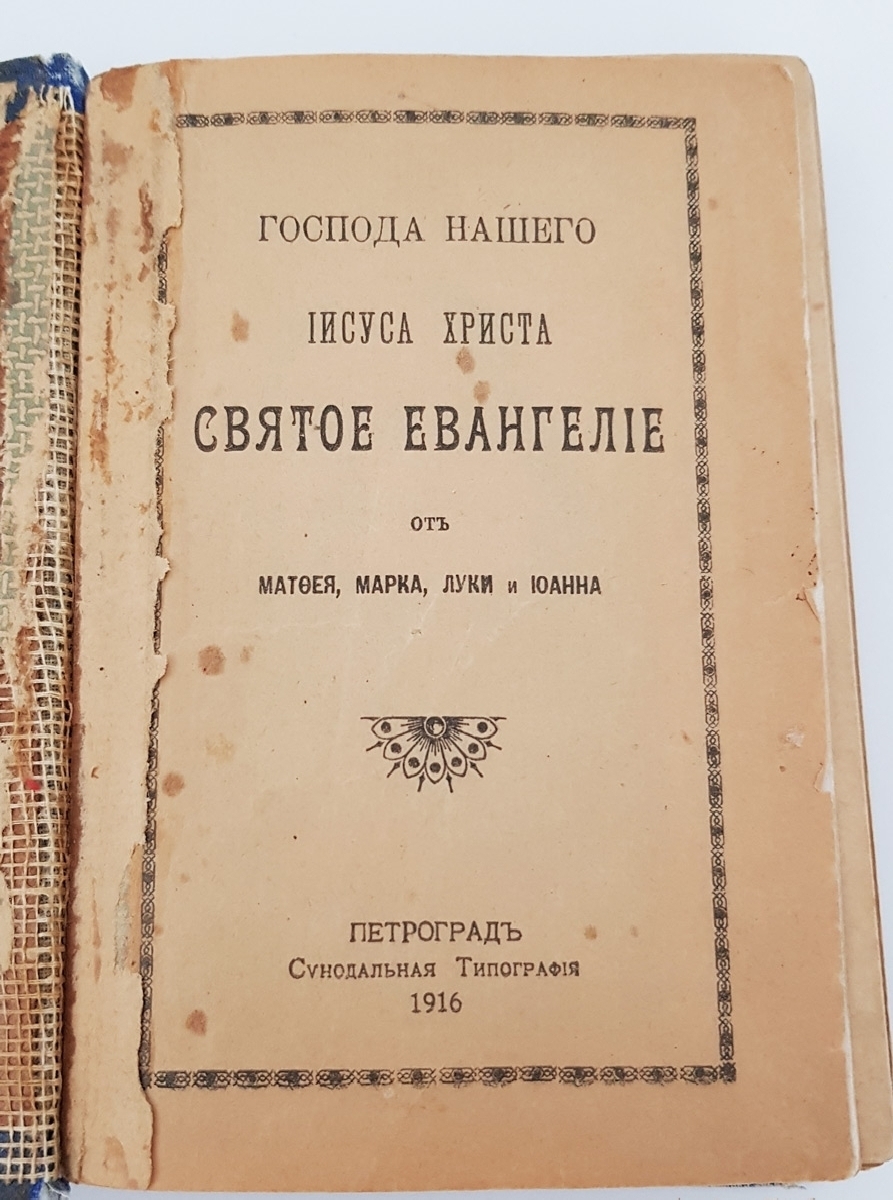 ГОСПОДА НАШЕГО
ІИСУСА ХРИСТА
СВЯТОЕ ЕВАНГЕЛІЕ
отъ
МАТѲЕЯ, МАРКА, ЛУКИ и ІОАННА
ПЕТРОГРАДЪ
Сѵнодальная Типографія
1916